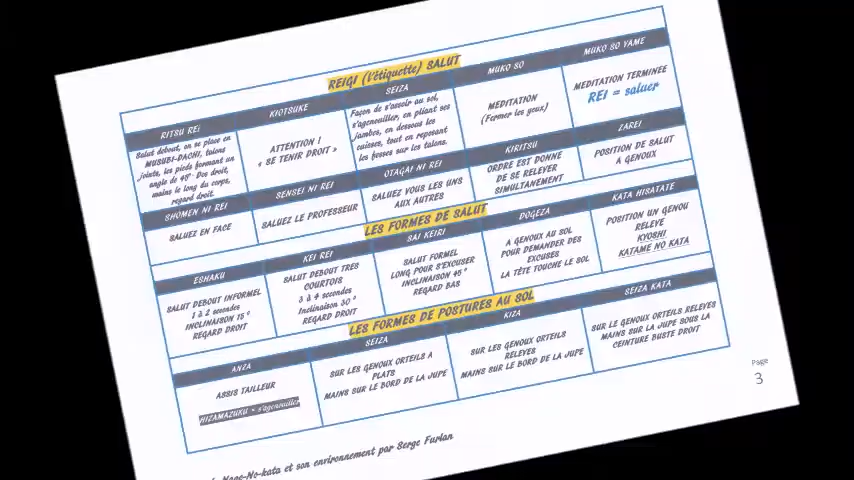 REIGI (l'étiquette) SALUT
RITSU REI
KIOTSUKE
SEIZA
MUKO SO
MUKO SO YAME
Salut debout, on se place en
MUSUBI-DACHI, talons
joints, les pieds formant un
angle de 45° Dos droit,
mains le long du corps,
regard droit.
ATTENTION !
« SE TENIR DROIT »
Façon de s'assoir au sol,
s'agenouiller, en pliant ses
jambes, en dessous les
cuisses, tout en reposant
les fesses sur les talons.
MEDITATION
(Fermer les yeux)
MEDITATION TERMINEE
REI = saluer
SHOMEN NI REI
SENSEI NI REI
OTAGAI NI REI
KIRITSU
ZAREI
SALUEZ EN FACE
SALUEZ LE PROFESSEUR
SALUEZ VOUS LES UNS
AUX AUTRES
ORDRE EST DONNE
DE SE RELEYER
SIMULTANEMENT
POSITION DE SALUT
A GENOUX
LES FORMES DE SALUT
ESHAKU
KEI REI
SAI KEIRI
DOGEZA
KATA HISATATE
SALUT DEBOUT INFORMEL
1 à 2 secondes
INCLINAISON 15 °
REGARD DROIT
SALUT DEBOUT TRES
COURTOIS
3 à 4 secondes
Inclinaison 30 °
REGARD DROIT
SALUT FORMEL
LONG POUR S'EXCUSER
INCLINAISON 45 °
REGARD BAS
A GENOUX AU SOL
POUR DEMANDER DES
EXCUSES
LA TÊTE TOUCHE LE SOL
POSITION UN GENOU
RELEVE
KYOSHI
KATAME NO KATA
LES FORMES DE POSTURES AU SOL
ANZA
SEIZA
KIZA
SEIZA KATA
ASSIS TAILLEUR
HIZAMAZUKU = s'agenouiller
SUR LES GENOUX ORTEILS A
PLATS
MAINS SUR LE BORD DE LA JUPE
SUR LES GENOUX ORTEILS
RELEVES
MAINS SUR LE BORD DE LA JUPE
SUR LE GENOUX ORTEILS RELEVES
MAINS SUR LA JUPE SOUS LA
CEINTURE BUSTE DROIT
Page
3
Nage-No-kata et son environnement par Serge Furlan